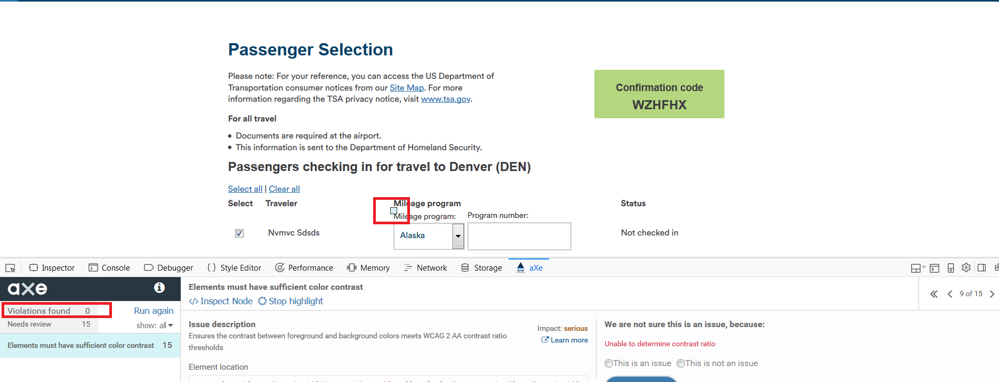 Passenger Selection
Please note: For your reference, you can access the US Department of
Transportation consumer notices from our Site Map. For more
information regarding the TSA privacy notice, visit www.tsa.gov.
Confirmation code
WZHFHX
For all travel
• Documents are required at the airport.
• This information is sent to the Department of Homeland Security.
Passengers checking in for travel to Denver (DEN)
Select all | Clear all
Select Traveler Mileage program Status
Mileage program: Program number:
Nvmvc Sdsds Alaska Not checked in
Inspector Console Debugger {} Style Editor Performance Memory Network Storage aXe
axe
Violations found 0 Run again
Needs review 15 show: all
Elements must have sufficient color contrast 15
Elements must have sufficient color contrast
</> Inspect Node Stop highlight
9 of 15
Issue description
Ensures the contrast between foreground and background colors meets WCAG 2 AA contrast ratio
thresholds
Impact: serious
Learn more
Element location
We are not sure this is an issue, because:
Unable to determine contrast ratio
This is an issue This is not an issue